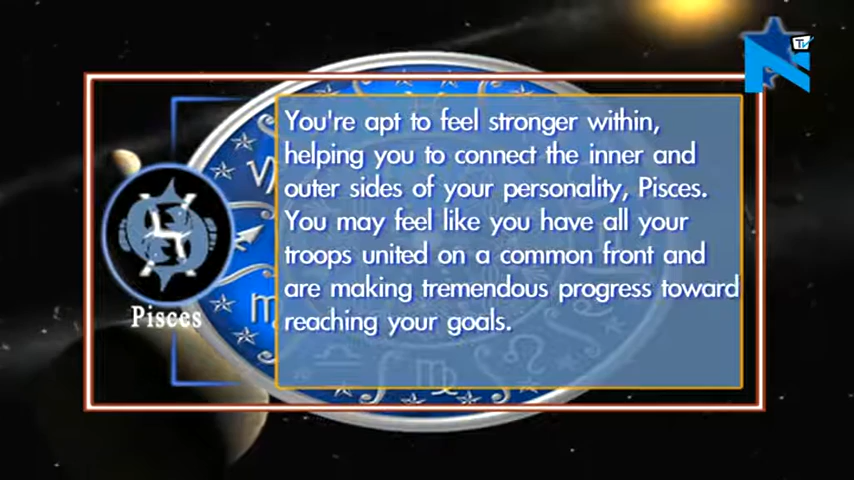 TV
You're apt to feel stronger within,
helping you to connect the inner and
outer sides of your personality, Pisces.
You may feel like you have all your
troops united on a common front and
are making tremendous progress toward
reaching your goals.
Pisces